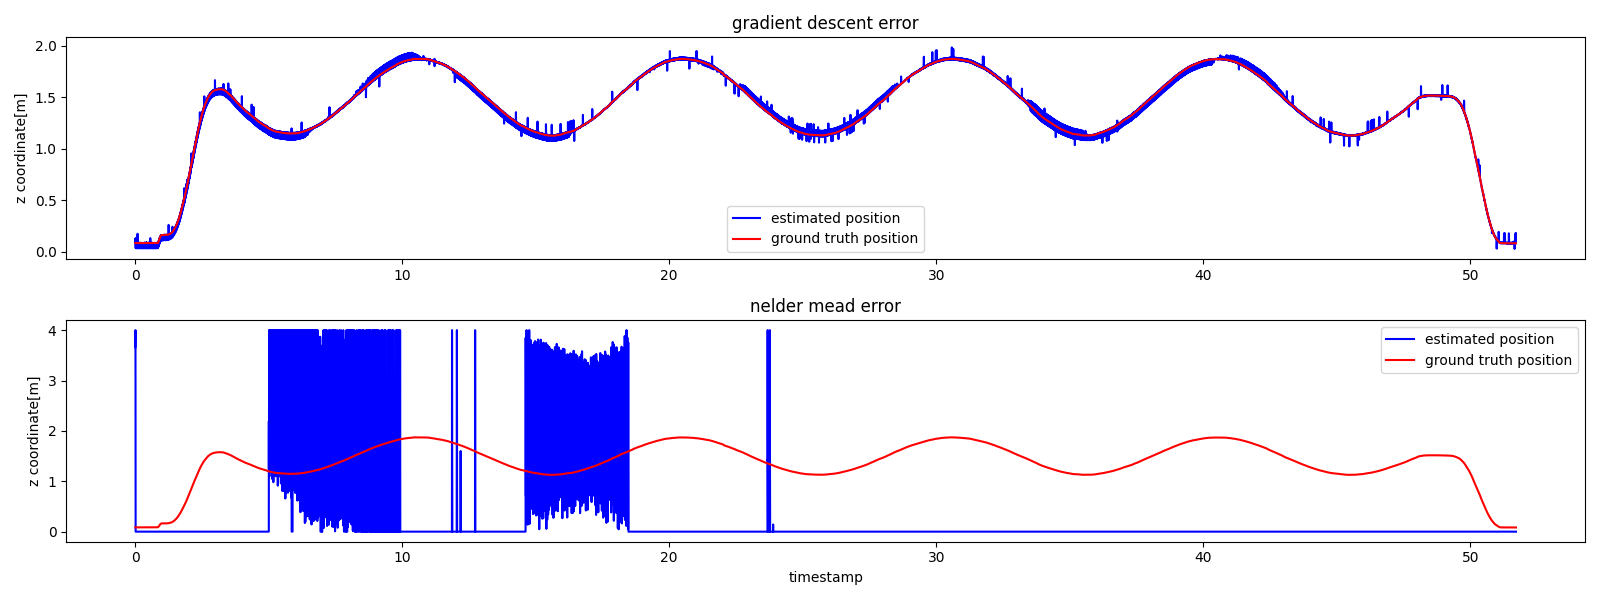 gradient descent error
z coordinate[m]
2.0
1.5
1.0
0.5
0.0
estimated position
ground truth position
0 10 20 30 40 50
nelder mead error
z coordinate[m]
4
3
2
1
0
estimated position
ground truth position
0 10 20 30 40 50
timestamp